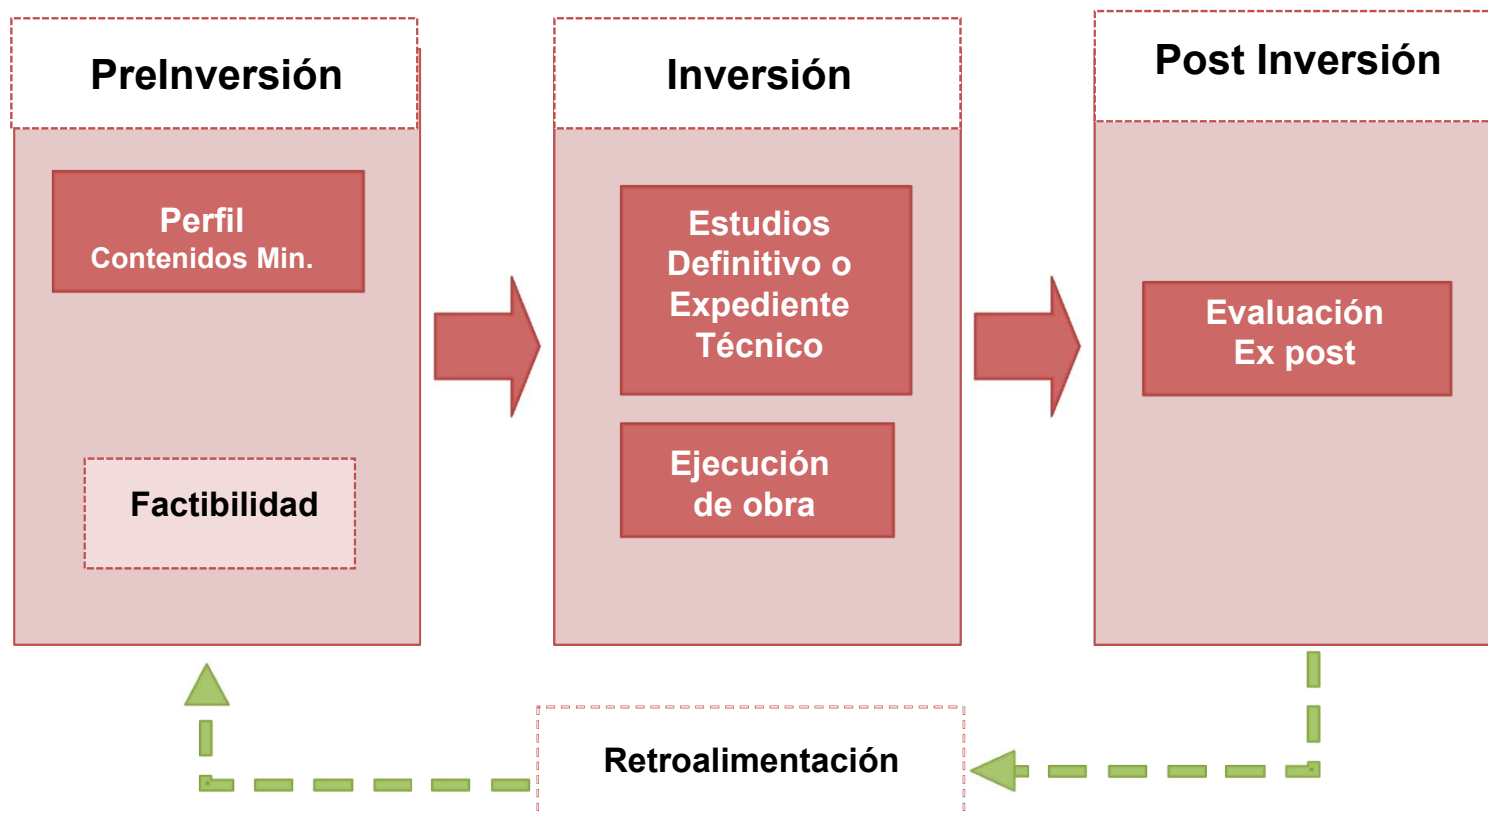 PreInversión
Perfil
Contenidos Min.
Factibilidad
Inversión
Estudios
Definitivo o
Expediente
Técnico
Ejecución
de obra
Post Inversión
Evaluación
Ex post
Retroalimentación